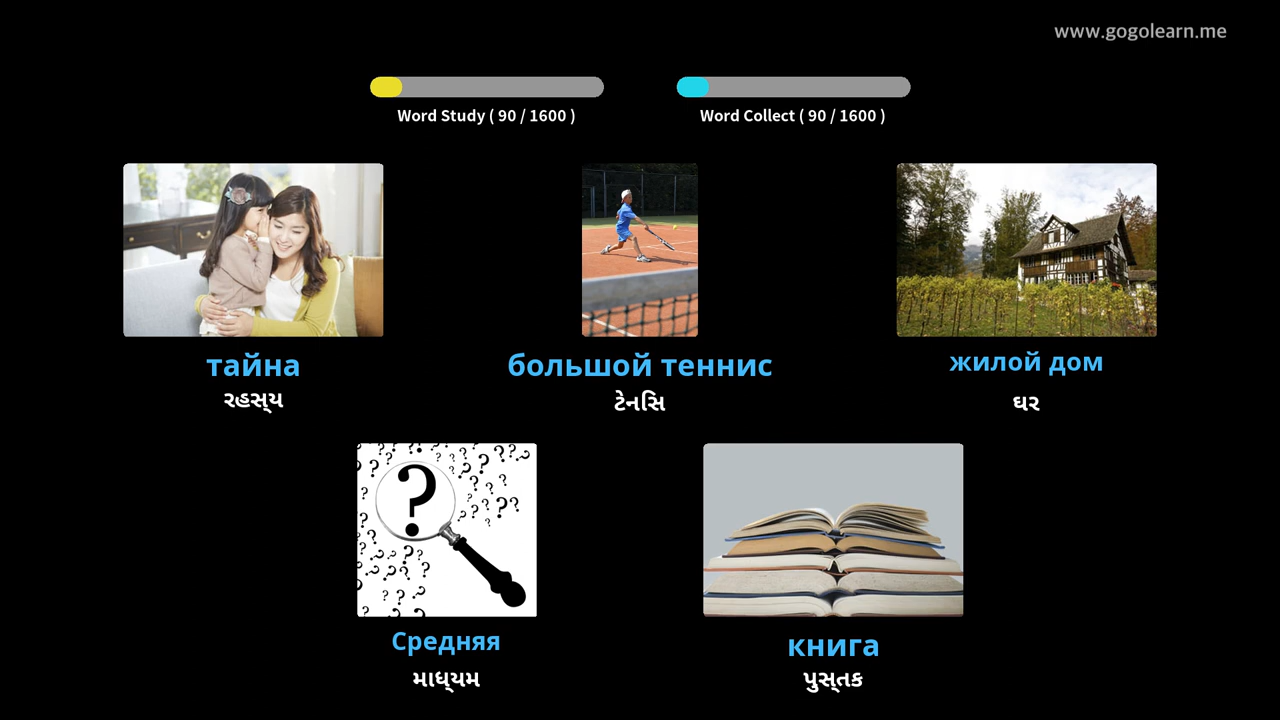 www.gogolearn.me
Word Study ( 90 / 1600 )
Word Collect ( 90 / 1600 )
тайна
રહસ્ય
большой теннис
ટેનિસ
жилой дом
ઘર
Средняя
માધ્યમ
книга
પુસ્તક